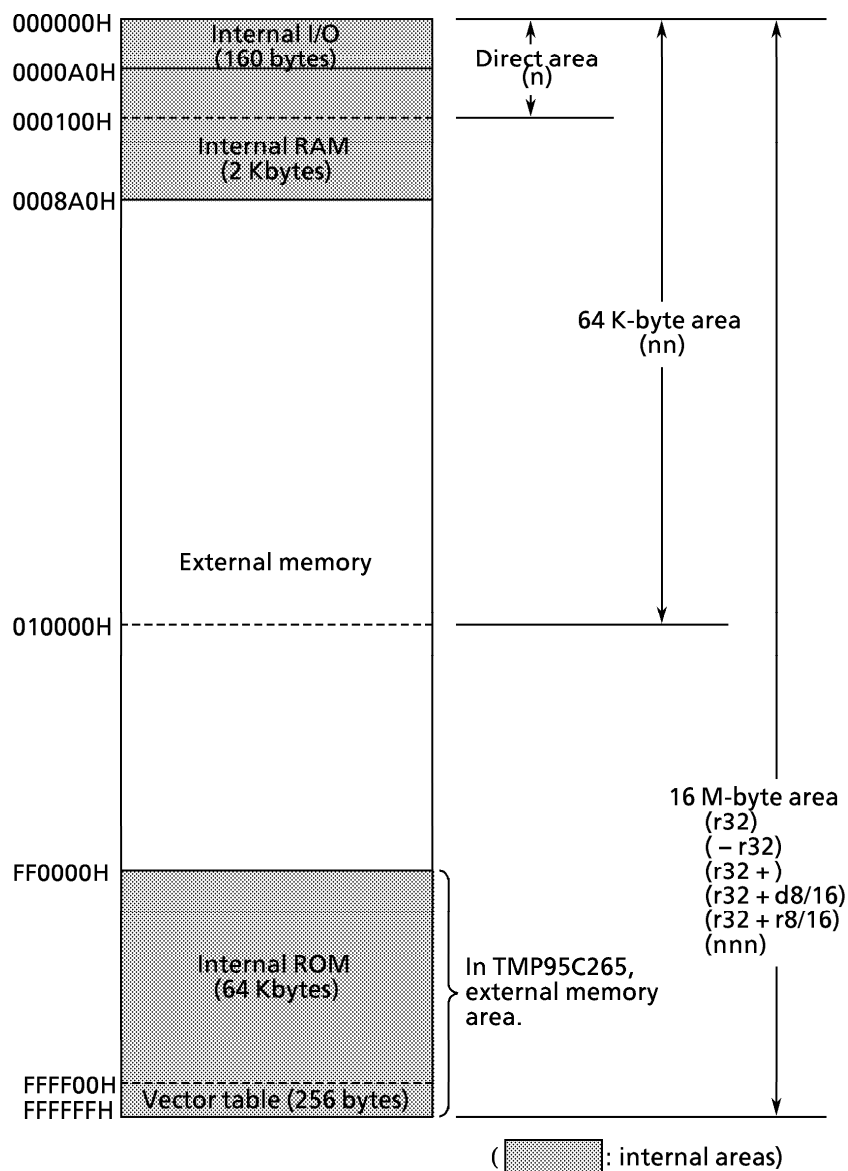 000000H
Internal I/O
(160 bytes)
0000A0H
000100H
Internal RAM
(2 Kbytes)
0008A0H
Direct area
(n)
64 K-byte area
(nn)
External memory
010000H
16 M-byte area
(r32)
( – r32)
(r32 + )
(r32 + d8/16)
(r32 + r8/16)
(nnn)
FF0000H
Internal ROM
(64 Kbytes)
In TMP95C265,
external memory
area.
FFFF00H
Vector table (256 bytes)
FFFFFFH
( : internal areas)